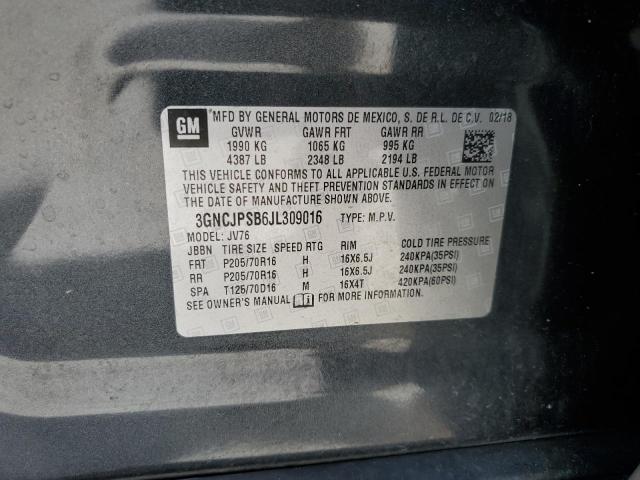 GM MFD BY GENERAL MOTORS DE MEXICO, S. DE R.L. DE C.V. 02/18
GVWR GAWR FRT GAWR RR
1990 KG 1065 KG 995 KG
4387 LB 2348 LB 2194 LB
THIS VEHICLE CONFORMS TO ALL APPLICABLE U.S. FEDERAL MOTOR
VEHICLE SAFETY AND THEFT PREVENTION STANDARDS IN EFFECT ON
THE DATE OF MANUFACTURE SHOWN ABOVE.
3GNCJPSB6JL309016 TYPE: M.P.V.
MODEL: JV76
JBBN TIRE SIZE SPEED RTG RIM COLD TIRE PRESSURE
FRT P205/70R16 H 16X6.5J 240KPA(35PSI)
RR P205/70R16 H 16X6.5J 240KPA(35PSI)
SPA T125/70D16 M 16X4T 420KPA(60PSI)
SEE OWNER'S MANUAL FOR MORE INFORMATION